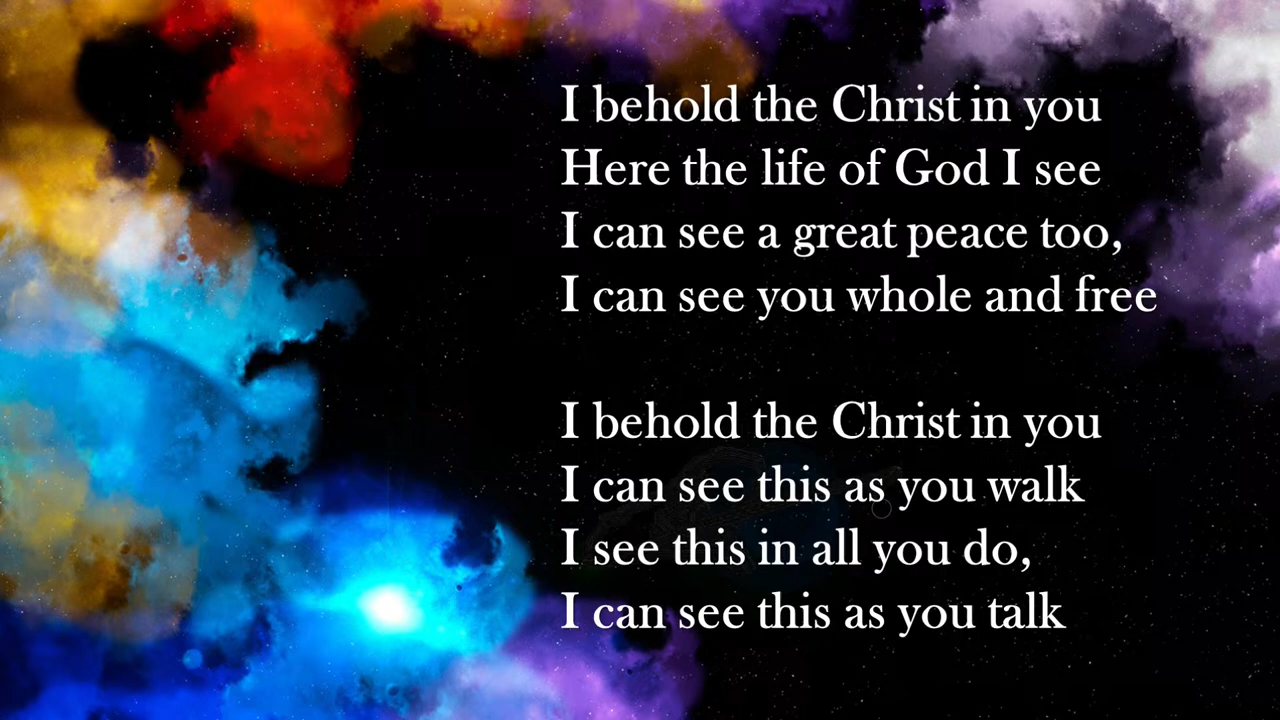 I behold the Christ in you
Here the life of God I see
I can see a great peace too,
I can see you whole and free
I behold the Christ in you
I can see this as you walk
I see this in all you do,
I can see this as you talk